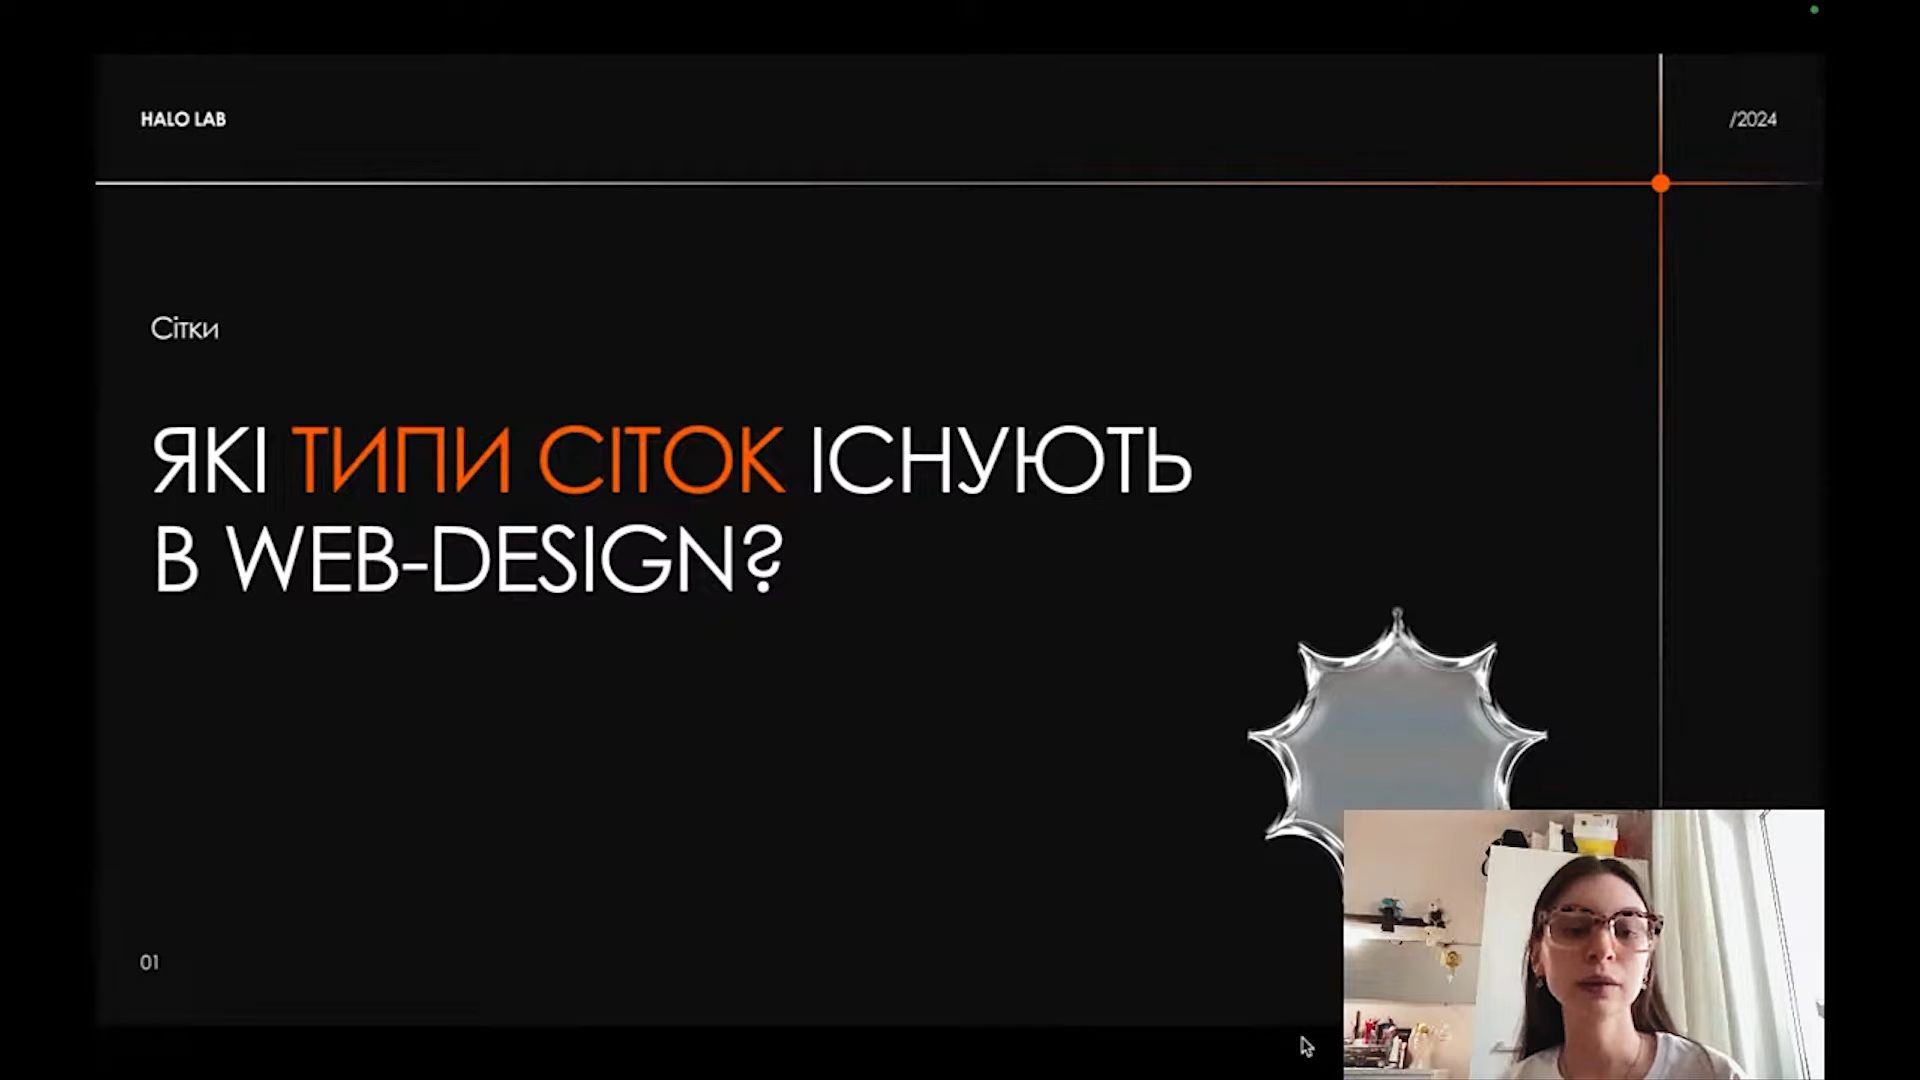 HALO LAB
/2024
Сітки
ЯКІ ТИПИ СІТОК ІСНУЮТЬ
В WEB-DESIGN?
01